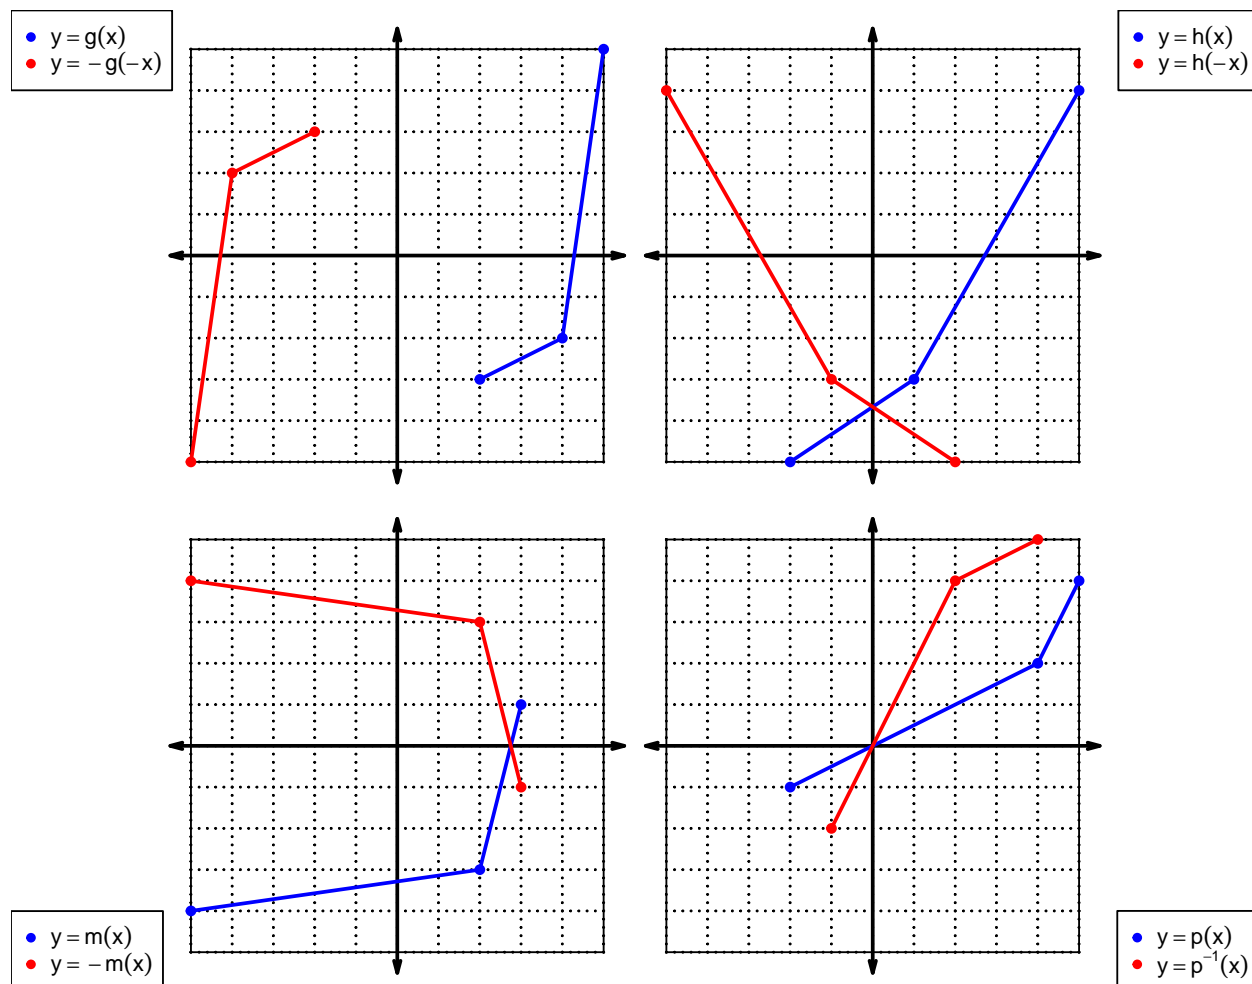 y = g(x)
y = −g(−x)
y = h(x)
y = h(−x)
y = m(x)
y = −m(x)
y = p(x)
y = p⁻¹(x)